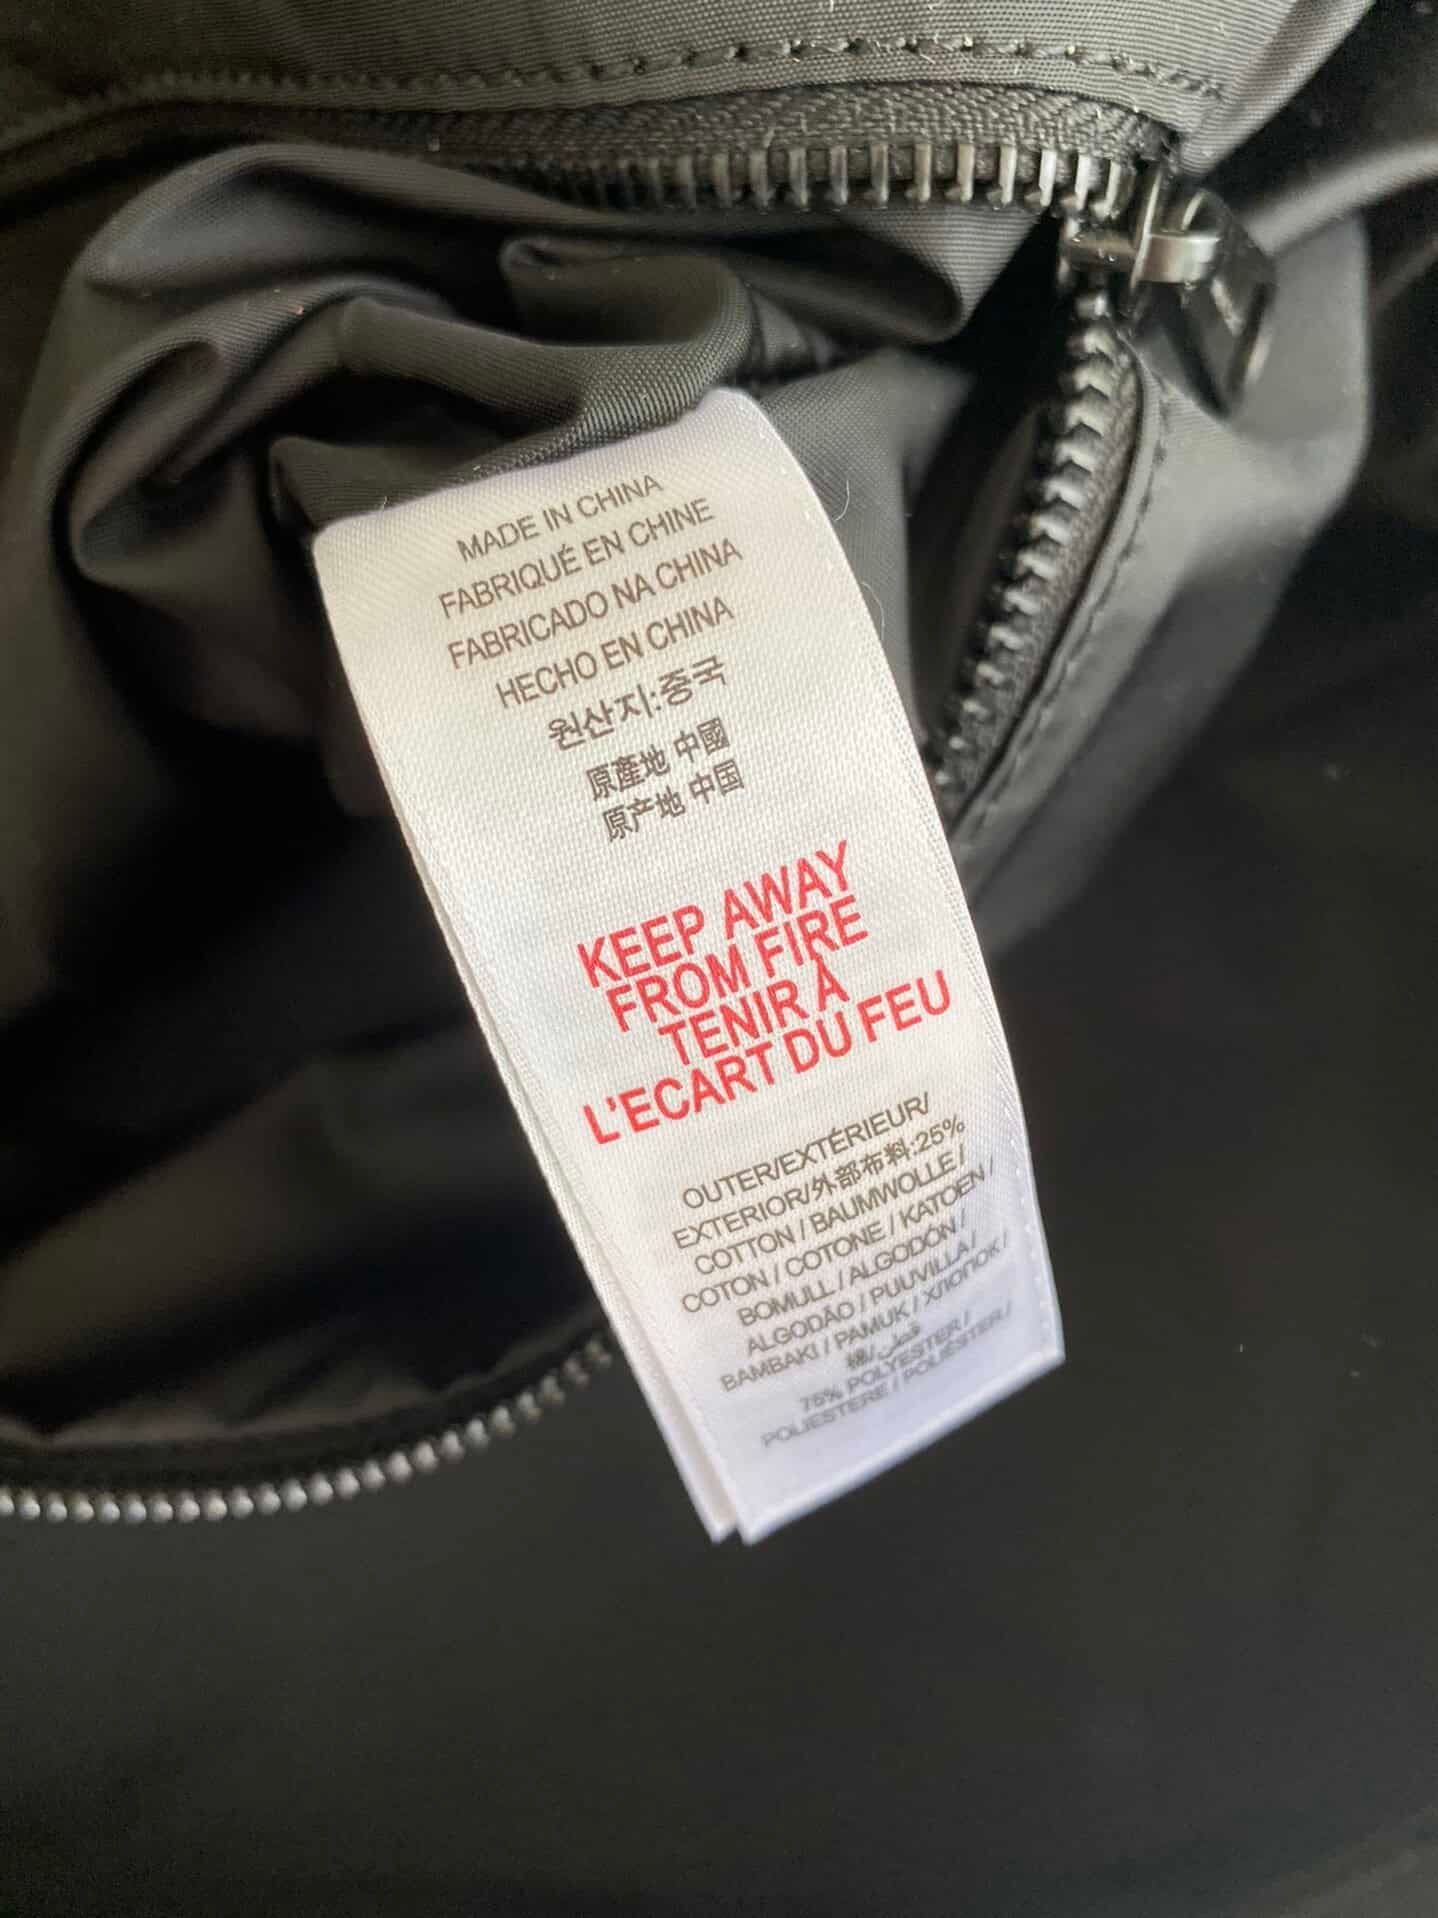 MADE IN CHINA
FABRIQUÉ EN CHINE
FABRICADO NA CHINA
HECHO EN CHINA
원산지:중국
原產地 中國
原产地 中国
KEEP AWAY
FROM FIRE
TENIR À
L'ECART DU FEU
OUTER/EXTÉRIEUR/
EXTERIOR/外部布料:25%
COTTON / BAUMWOLLE /
COTON / COTONE / KATOEN /
BOMULL / ALGODÓN /
ALGODÃO / PUUVILLA /
BAMBAKI / PAMUK / ХЛОПОК /
棉/قطن
75% POLYESTER /
POLIESTERE / POLIÉSTER /